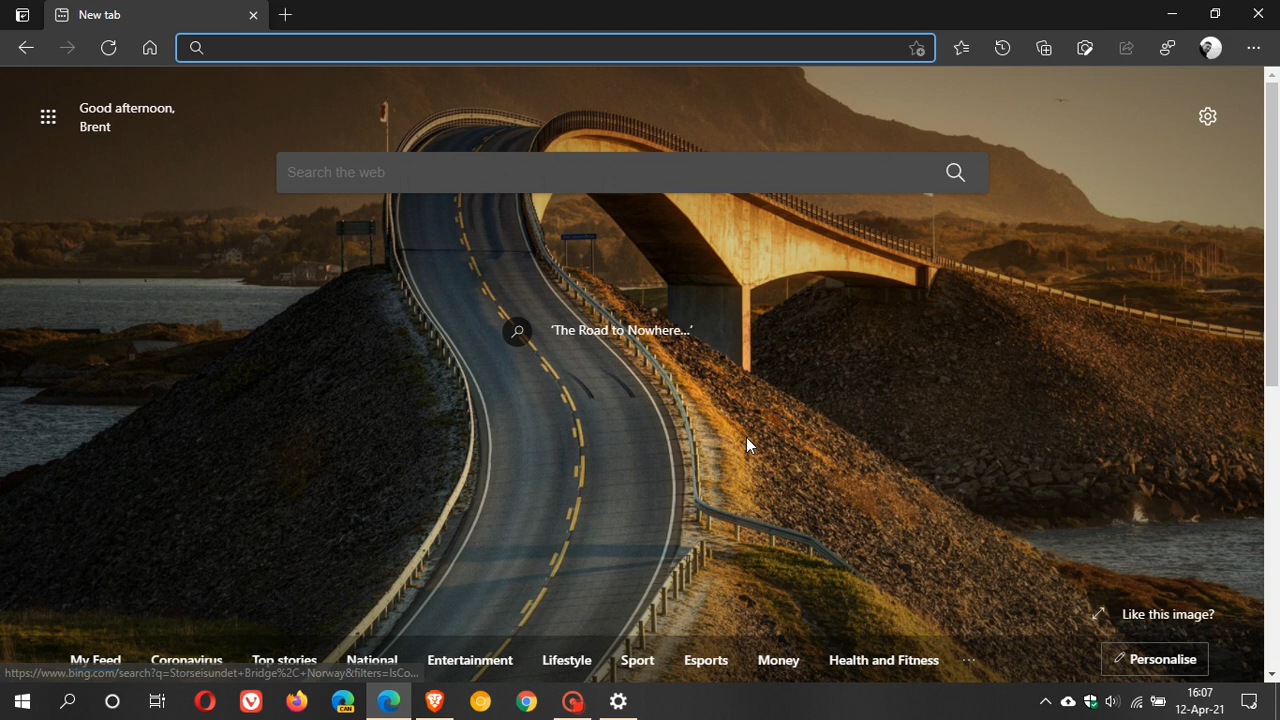 New tab
Good afternoon,
Brent
Search the web
‘The Road to Nowhere...’
Like this image?
My Feed Coronavirus Top stories National Entertainment Lifestyle Sport Esports Money Health and Fitness ...
Personalise
https://www.bing.com/search?q=Storseisundet+Bridge%2C+Norway&filters=IsCo...
CAN
16:07
12-Apr-21